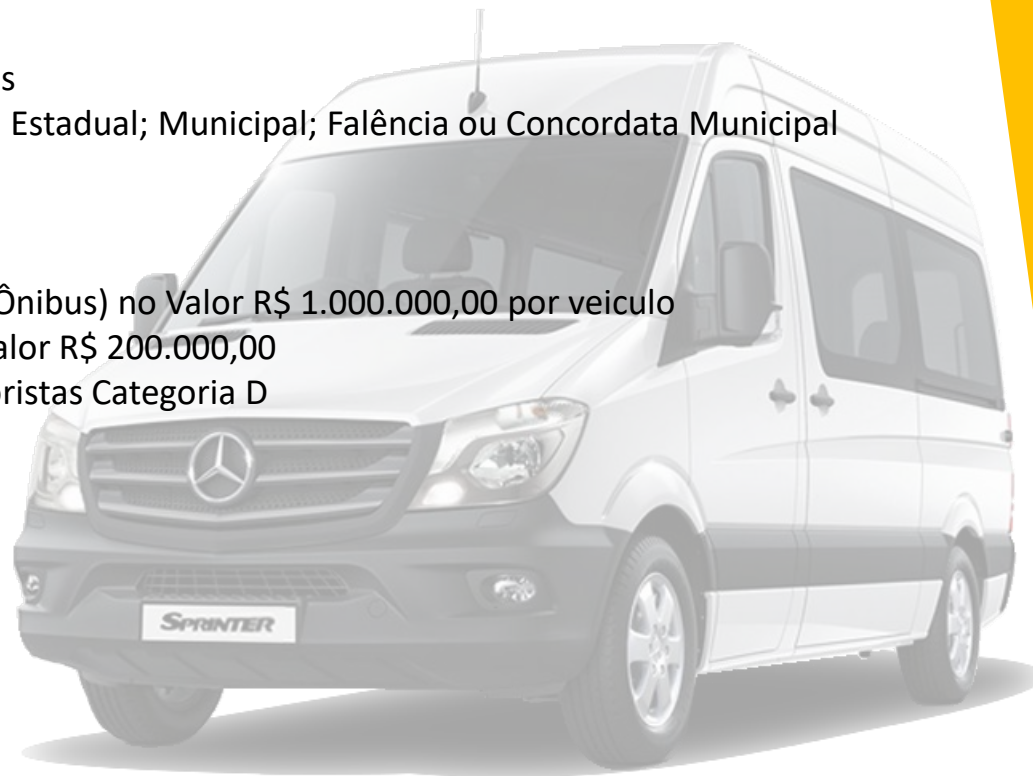 s
Estadual; Municipal; Falência ou Concordata Municipal
Ônibus) no Valor R$ 1.000.000,00 por veiculo
alor R$ 200.000,00
ristas Categoria D
SPRINTER